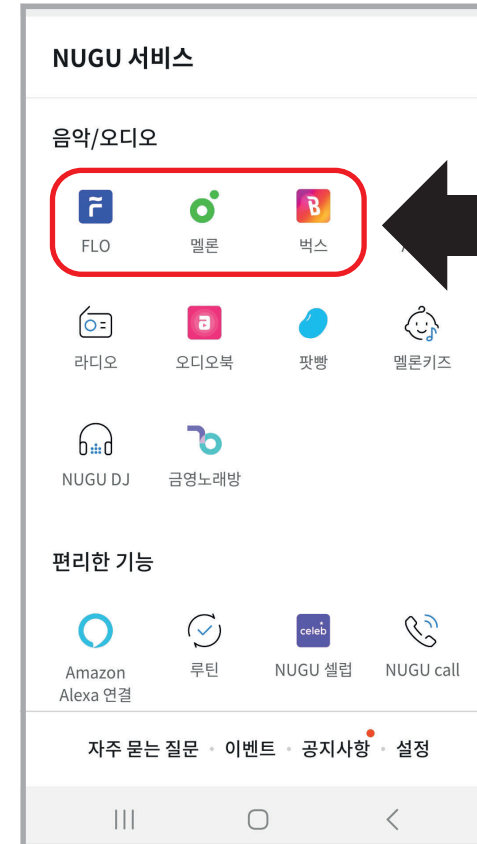 NUGU 서비스
음악/오디오
FLO 멜론 벅스
라디오 오디오북 팟빵 멜론키즈
NUGU DJ 금영노래방
편리한 기능
celeb
Amazon Alexa 연결 루틴 NUGU 셀럽 NUGU call
자주 묻는 질문 · 이벤트 · 공지사항 · 설정